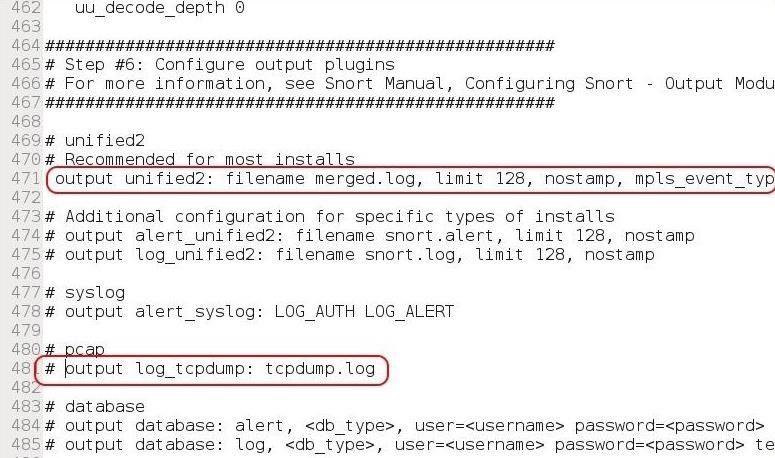 462    uu_decode_depth 0
463
464 ###################################################
465 # Step #6: Configure output plugins
466 # For more information, see Snort Manual, Configuring Snort - Output Modu
467 ###################################################
468
469 # unified2
470 # Recommended for most installs
471  output unified2: filename merged.log, limit 128, nostamp, mpls_event_typ
472
473 # Additional configuration for specific types of installs
474 # output alert_unified2: filename snort.alert, limit 128, nostamp
475 # output log_unified2: filename snort.log, limit 128, nostamp
476
477 # syslog
478 # output alert_syslog: LOG_AUTH LOG_ALERT
479
480 # pcap
481 # output log_tcpdump: tcpdump.log
482
483 # database
484 # output database: alert, <db_type>, user=<username> password=<password>
485 # output database: log, <db_type>, user=<username> password=<password> te